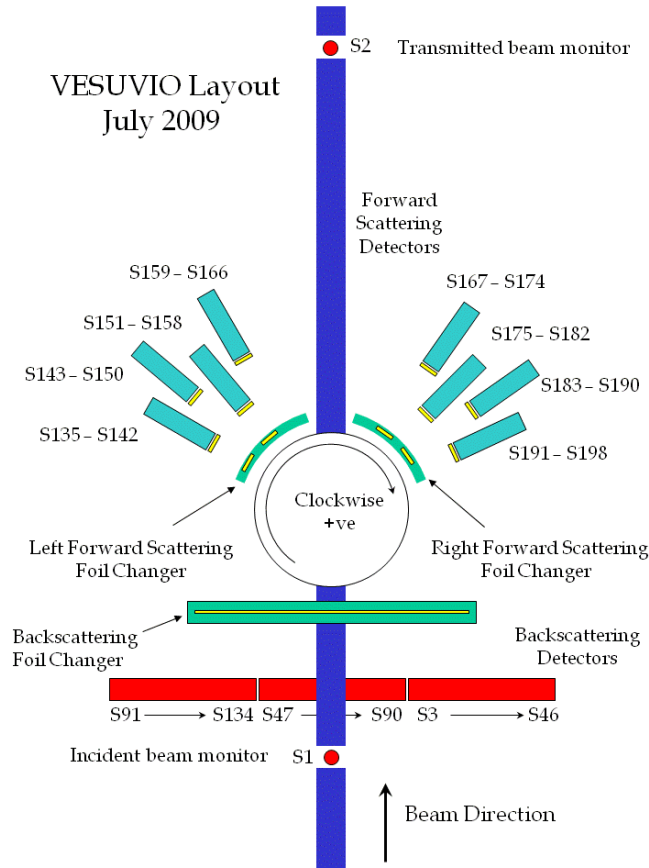 S2
Transmitted beam monitor
VESUVIO Layout
July 2009
Forward
Scattering
Detectors
S159 – S166
S167 – S174
S151 – S158
S175 – S182
S143 – S150
S183 – S190
S135 – S142
S191 – S198
Clockwise
+ve
Left Forward Scattering
Foil Changer
Right Forward Scattering
Foil Changer
Backscattering
Foil Changer
Backscattering
Detectors
S91 S134 S47 S90 S3 S46
Incident beam monitor
S1
Beam Direction